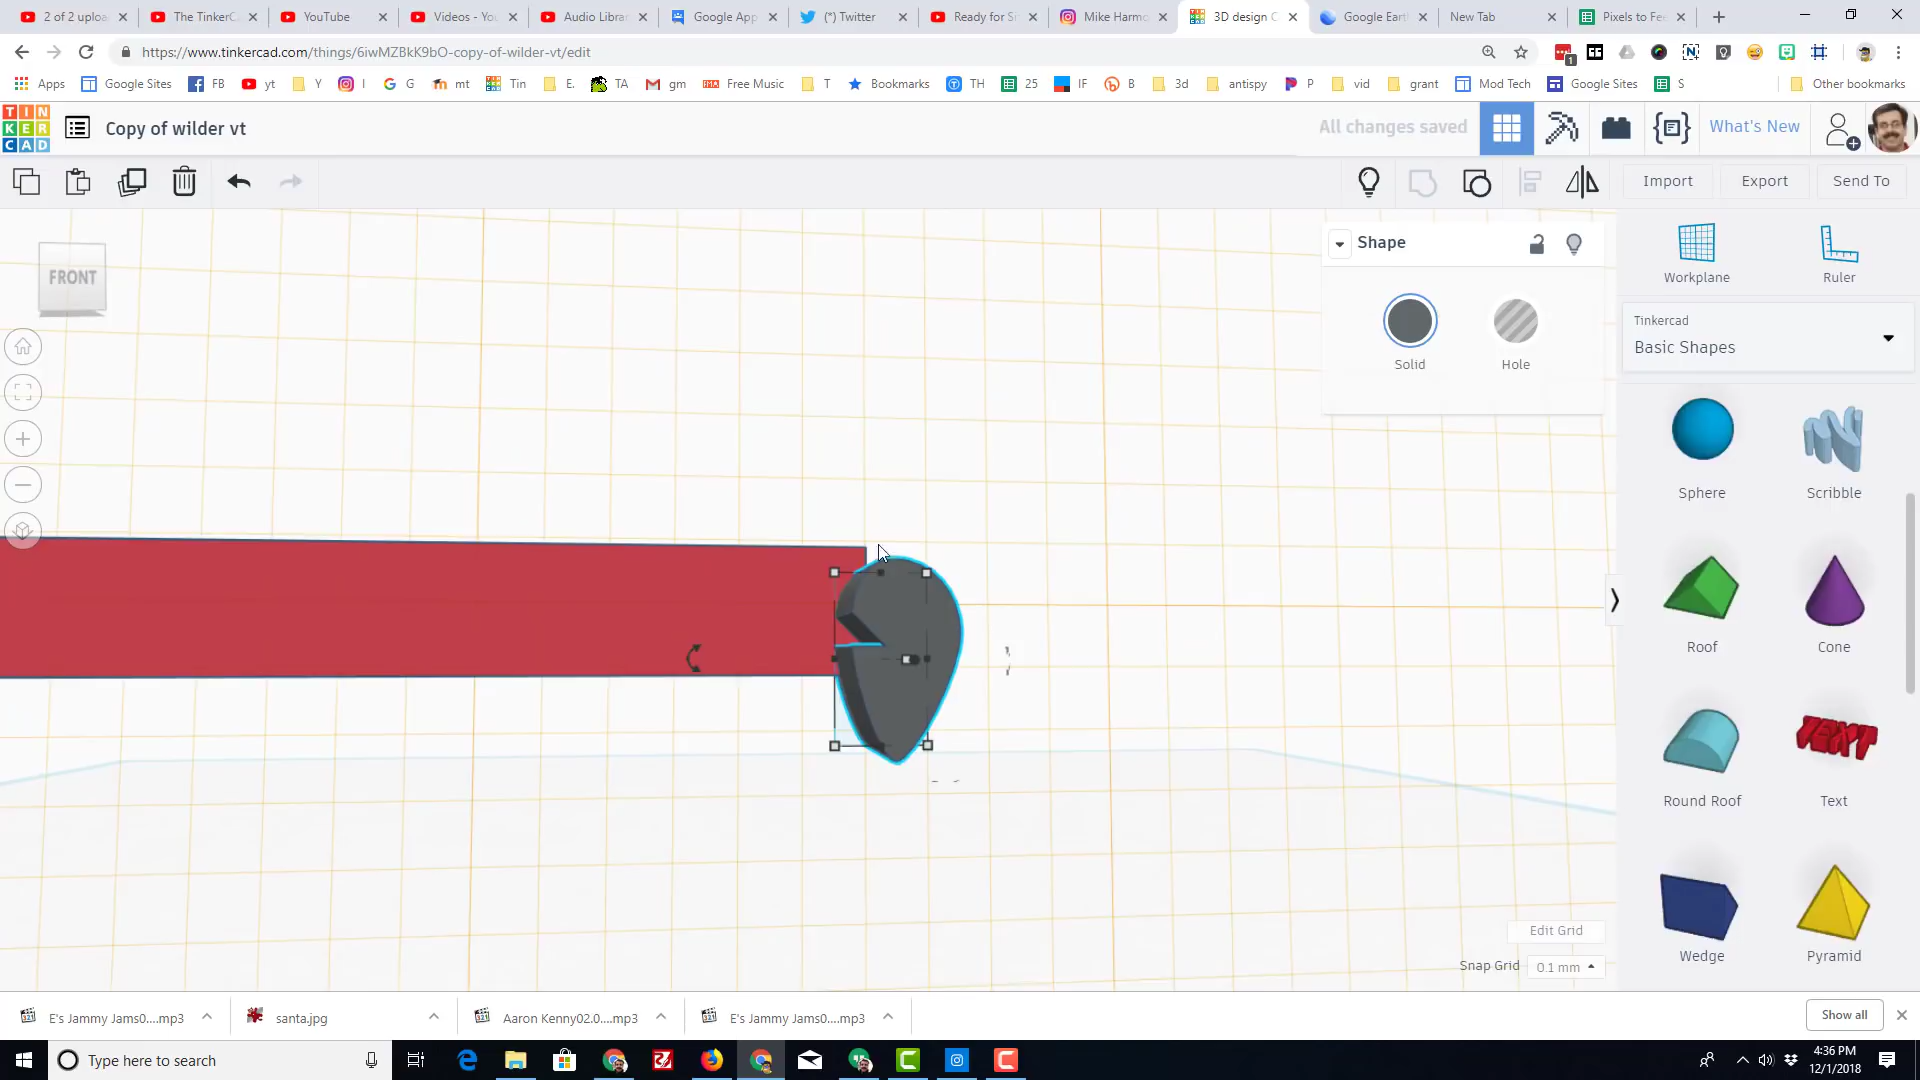 2 of 2 uploa
The TinkerCa
YouTube
Videos - You
Audio Librar
Google App
(*) Twitter
Ready for Si
Mike Harmo
3D design C
Google Earth
New Tab
Pixels to Fee
https://www.tinkercad.com/things/6iwMZBkK9bO-copy-of-wilder-vt/edit
1
Apps
Google Sites
FB
yt
Y
I
G
mt
Tin
E.
TA
gm
Free Music
T
Bookmarks
TH
25
IF
B
3d
antispy
P
vid
grant
Mod Tech
Google Sites
S
Other bookmarks
TIN
KER
CAD
Copy of wilder vt
All changes saved
What's New
Import
Export
Send To
FRONT
Shape
Solid
Hole
Workplane
Ruler
Tinkercad
Basic Shapes
Sphere
Scribble
Roof
Cone
Round Roof
TEXT
Text
Wedge
Pyramid
Edit Grid
Snap Grid
0.1 mm
E's Jammy Jams0....mp3
santa.jpg
Aaron Kenny02.0....mp3
E's Jammy Jams0....mp3
Show all
Type here to search
4:36 PM
12/1/2018